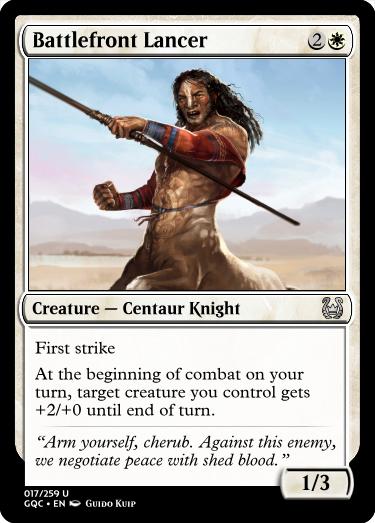 Battlefront Lancer 2
Creature — Centaur Knight
First strike
At the beginning of combat on your
turn, target creature you control gets
+2/+0 until end of turn.
“Arm yourself, cherub. Against this enemy,
we negotiate peace with shed blood.”
1/3
017/259 U
GQC • EN Guido Kuip